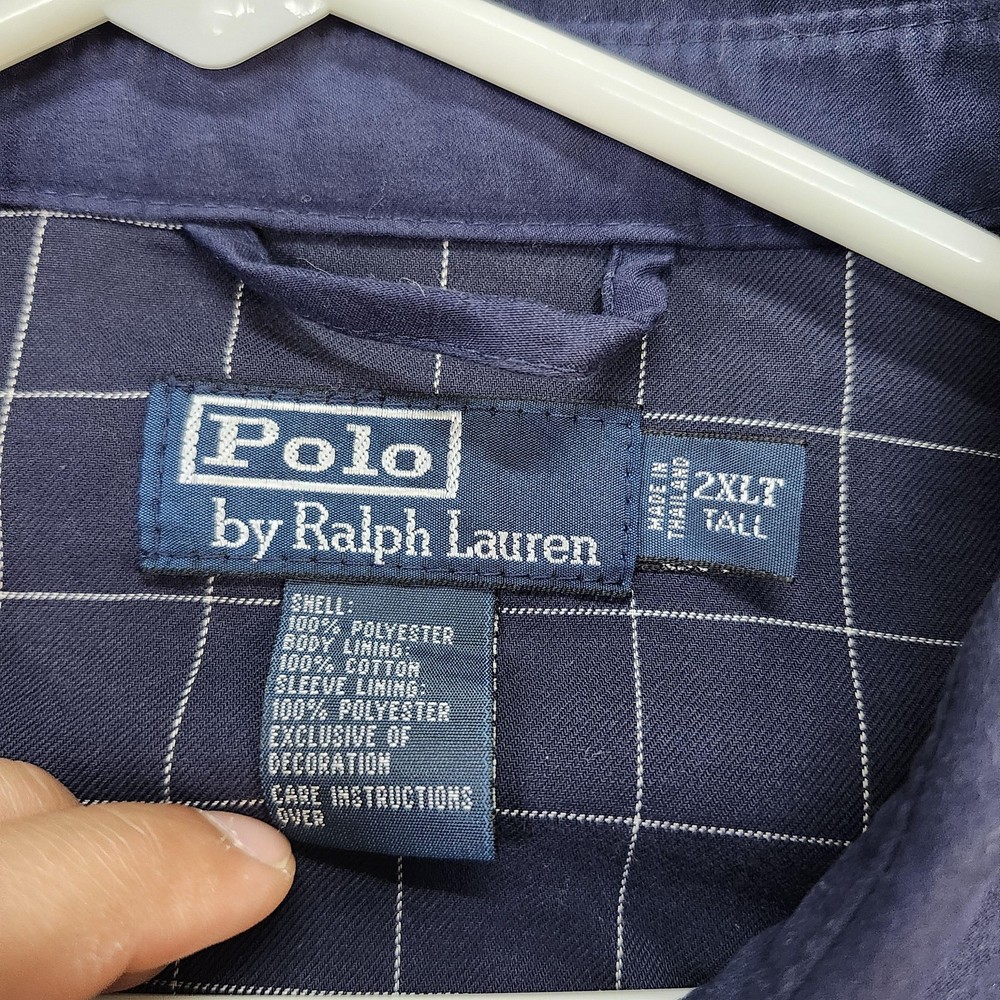 Polo
by Ralph Lauren
MADE IN
THAILAND
2XLT
TALL
SHELL:
100% POLYESTER
BODY LINING:
100% COTTON
SLEEVE LINING:
100% POLYESTER
EXCLUSIVE OF
DECORATION
CARE INSTRUCTIONS
OVER